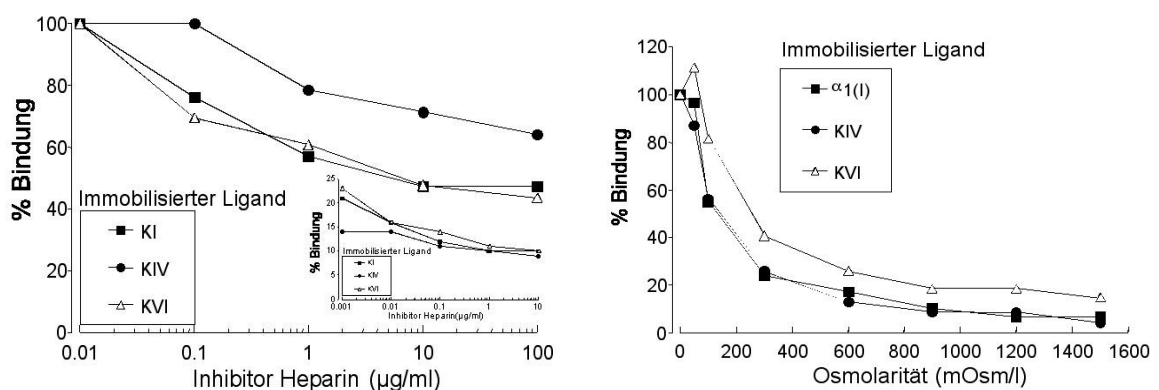 100
80
60
40
20
0
% Bindung
Immobilisierter Ligand
KI
KIV
KVI
0.01 0.1 1 10 100
Inhibitor Heparin (µg/ml)
25
20
15
10
5
0
% Bindung
Immobilisierter Ligand
KI
KIV
KVI
0.001 0.01 0.1 1 10
Inhibitor Heparin(µg/ml)
120
100
80
60
40
20
0
% Bindung
Immobilisierter Ligand
α1(I)
KIV
KVI
0 200 400 600 800 1000 1200 1400 1600
Osmolarität (mOsm/l)